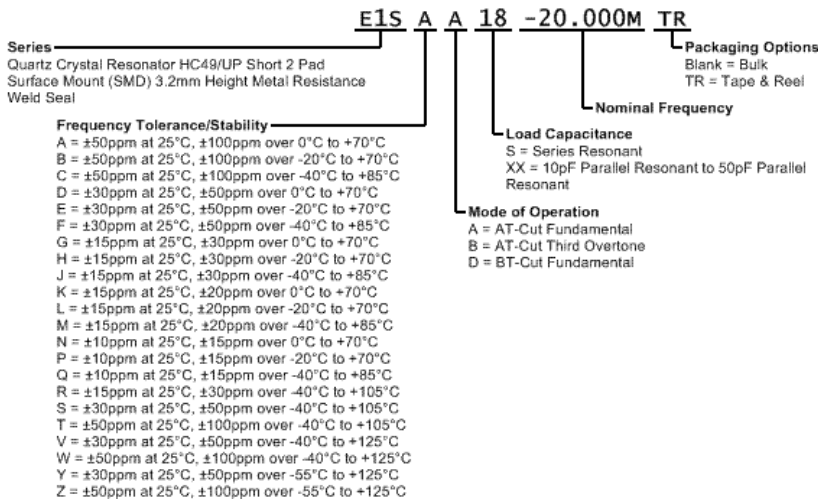 E1S A A 18 -20.000M TR
Series
Quartz Crystal Resonator HC49/UP Short 2 Pad
Surface Mount (SMD) 3.2mm Height Metal Resistance
Weld Seal
Frequency Tolerance/Stability
A = ±50ppm at 25°C, ±100ppm over 0°C to +70°C
B = ±50ppm at 25°C, ±100ppm over -20°C to +70°C
C = ±50ppm at 25°C, ±100ppm over -40°C to +85°C
D = ±30ppm at 25°C, ±50ppm over 0°C to +70°C
E = ±30ppm at 25°C, ±50ppm over -20°C to +70°C
F = ±30ppm at 25°C, ±50ppm over -40°C to +85°C
G = ±15ppm at 25°C, ±30ppm over 0°C to +70°C
H = ±15ppm at 25°C, ±30ppm over -20°C to +70°C
J = ±15ppm at 25°C, ±30ppm over -40°C to +85°C
K = ±15ppm at 25°C, ±20ppm over 0°C to +70°C
L = ±15ppm at 25°C, ±20ppm over -20°C to +70°C
M = ±15ppm at 25°C, ±20ppm over -40°C to +85°C
N = ±10ppm at 25°C, ±15ppm over 0°C to +70°C
P = ±10ppm at 25°C, ±15ppm over -20°C to +70°C
Q = ±10ppm at 25°C, ±15ppm over -40°C to +85°C
R = ±15ppm at 25°C, ±30ppm over -40°C to +105°C
S = ±30ppm at 25°C, ±50ppm over -40°C to +105°C
T = ±50ppm at 25°C, ±100ppm over -40°C to +105°C
V = ±30ppm at 25°C, ±50ppm over -40°C to +125°C
W = ±50ppm at 25°C, ±100ppm over -40°C to +125°C
Y = ±30ppm at 25°C, ±50ppm over -55°C to +125°C
Z = ±50ppm at 25°C, ±100ppm over -55°C to +125°C
Packaging Options
Blank = Bulk
TR = Tape & Reel
Nominal Frequency
Load Capacitance
S = Series Resonant
XX = 10pF Parallel Resonant to 50pF Parallel
Resonant
Mode of Operation
A = AT-Cut Fundamental
B = AT-Cut Third Overtone
D = BT-Cut Fundamental